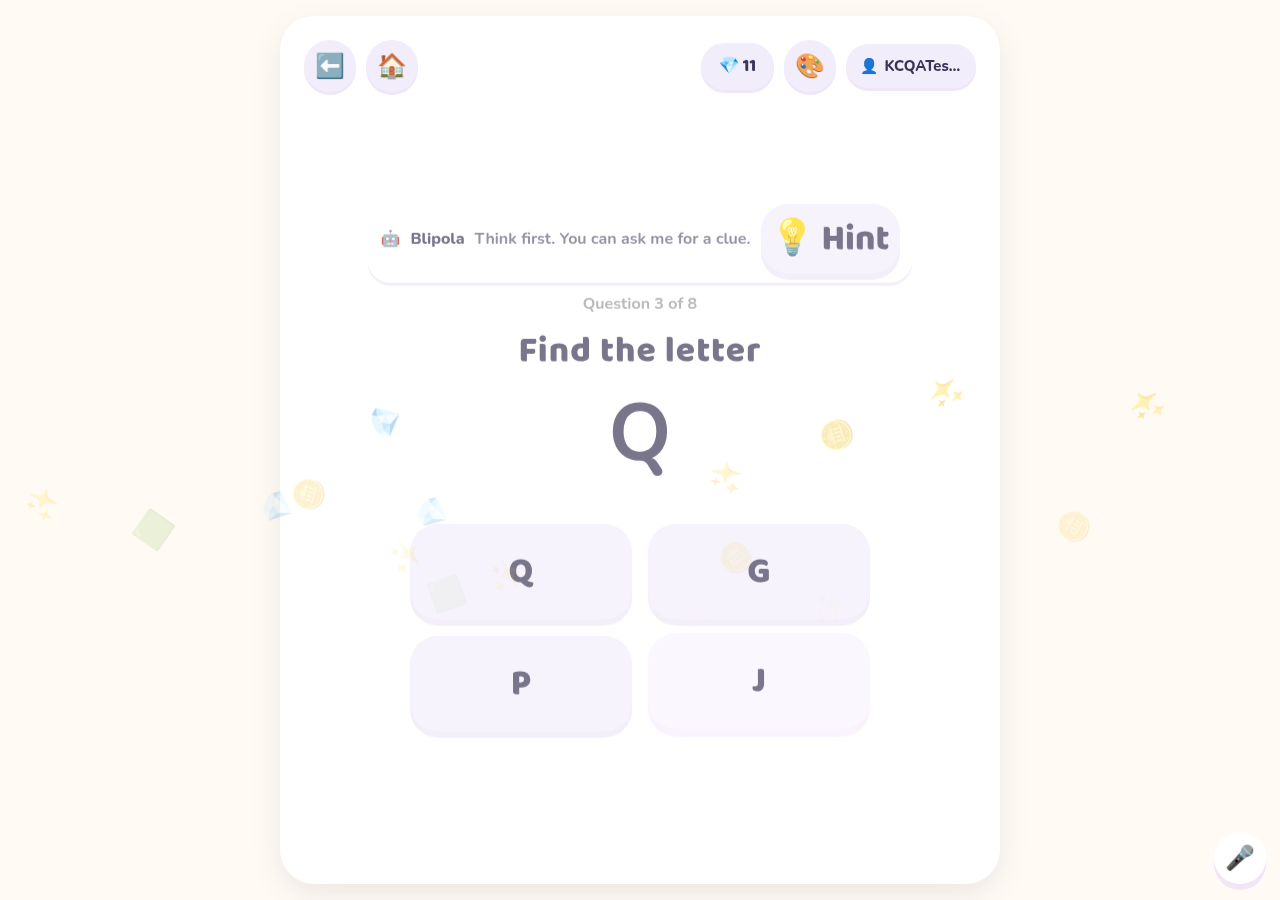 11
KCQATes...
Blipola Think first. You can ask me for a clue.
Hint
Question 3 of 8
Find the letter
Q
Q
G
P
J